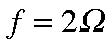 f = 2Ω